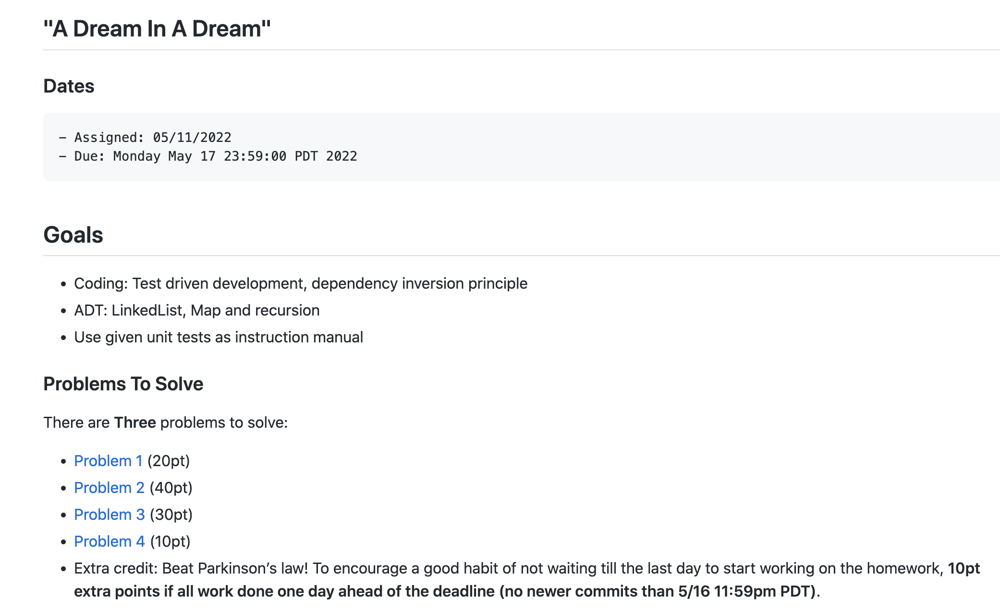 "A Dream In A Dream"
Dates
- Assigned: 05/11/2022
- Due: Monday May 17 23:59:00 PDT 2022
Goals
• Coding: Test driven development, dependency inversion principle
• ADT: LinkedList, Map and recursion
• Use given unit tests as instruction manual
Problems To Solve
There are Three problems to solve:
• Problem 1 (20pt)
• Problem 2 (40pt)
• Problem 3 (30pt)
• Problem 4 (10pt)
• Extra credit: Beat Parkinson’s law! To encourage a good habit of not waiting till the last day to start working on the homework, 10pt
extra points if all work done one day ahead of the deadline (no newer commits than 5/16 11:59pm PDT).